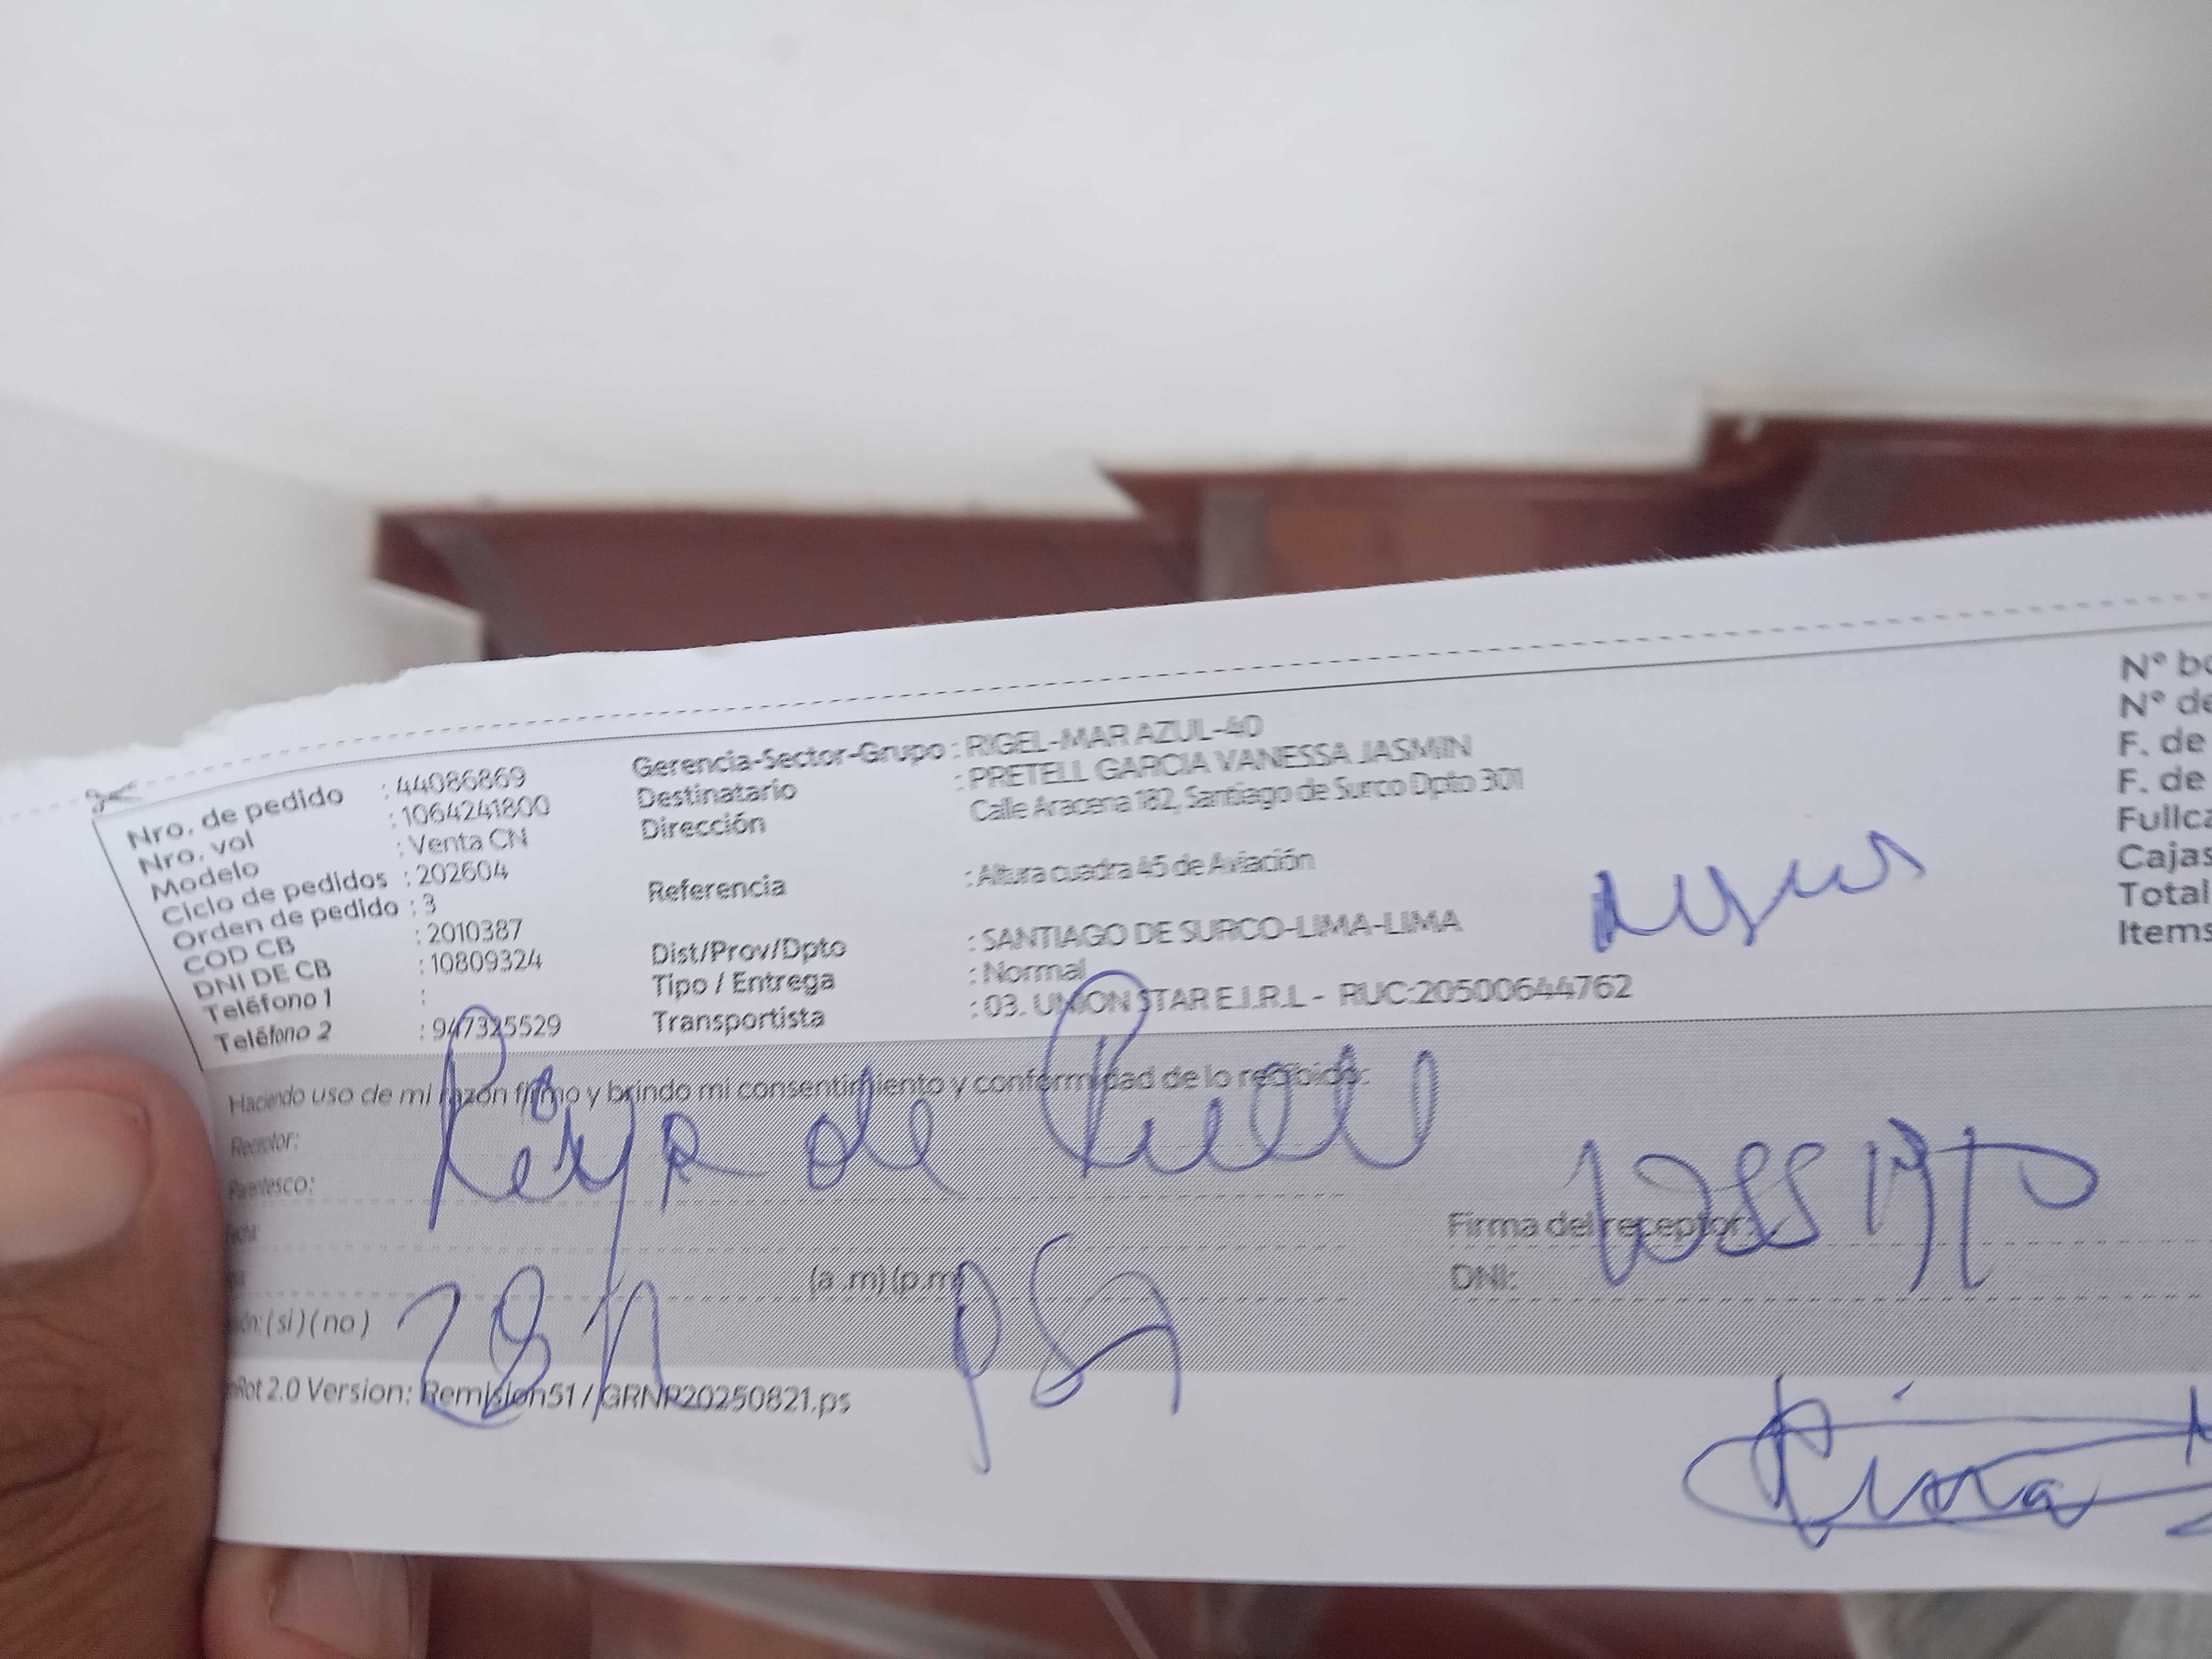 Nro. de pedido : 44086869
Nro. vol : 1064241800
Modelo : Venta CN
Ciclo de pedidos : 202604
Orden de pedido : 3
COD CB : 2010387
DNI DE CB : 10809324
Teléfono 1 :
Teléfono 2 : 947325529
Gerencia-Sector-Grupo : RIGEL-MAR AZUL-40
Destinatario : PRETELL GARCIA VANESSA JASMIN
Dirección Calle Aracena 182, Santiago de Surco Dpto 301
Referencia : Altura cuadra 45 de Aviación
Dist/Prov/Dpto : SANTIAGO DE SURCO-LIMA-LIMA
Tipo / Entrega : Normal
Transportista : 03. UNION STAR E.I.R.L - RUC:20500644762
N°
N° de
F. de
F. de
Cajas
Total
Items
Haciendo uso de mi razón firmo y brindo mi consentimiento y conformidad de lo recibido:
Receptor:
Parentesco:
(a .m) (p.m
Firma del receptor:
DNI:
(si) (no)
2.0 Version: Remision51 / GRNP20250821.ps
de